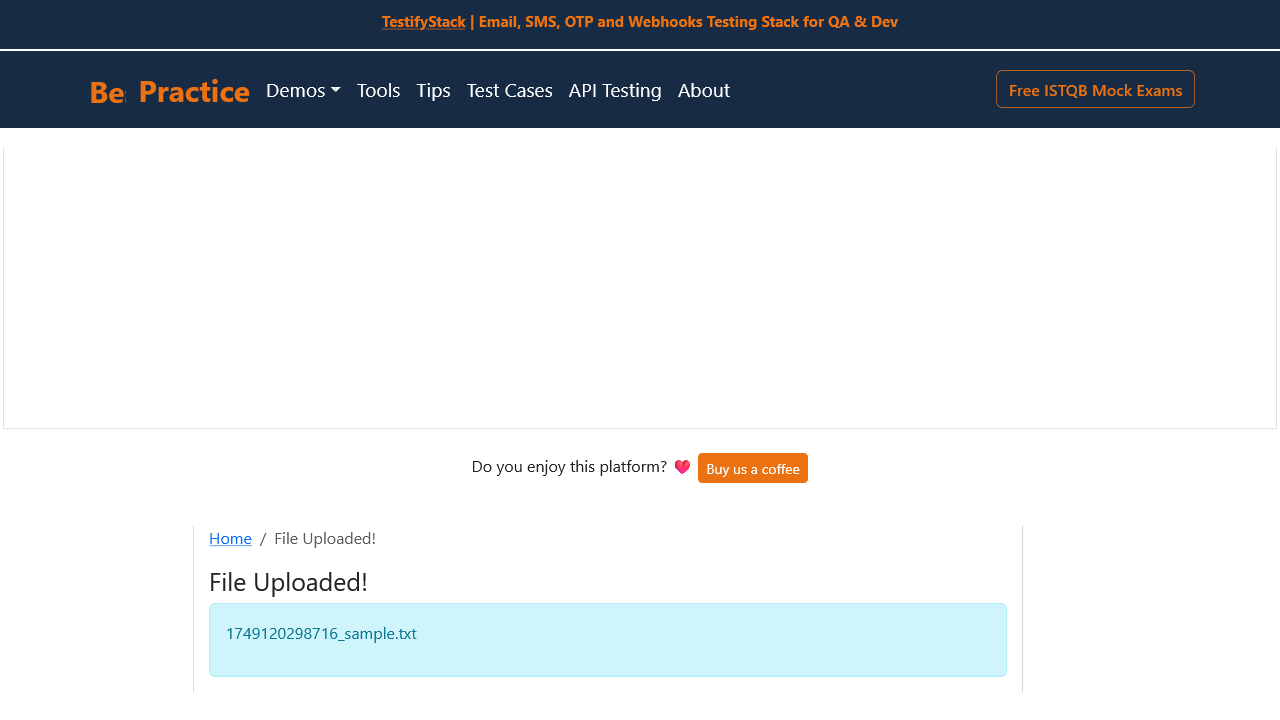 TestifyStack | Email, SMS, OTP and Webhooks Testing Stack for QA & Dev
Be Practice Demos Tools Tips Test Cases API Testing About Free ISTQB Mock Exams
Do you enjoy this platform? Buy us a coffee
Home / File Uploaded!
File Uploaded!
1749120298716_sample.txt